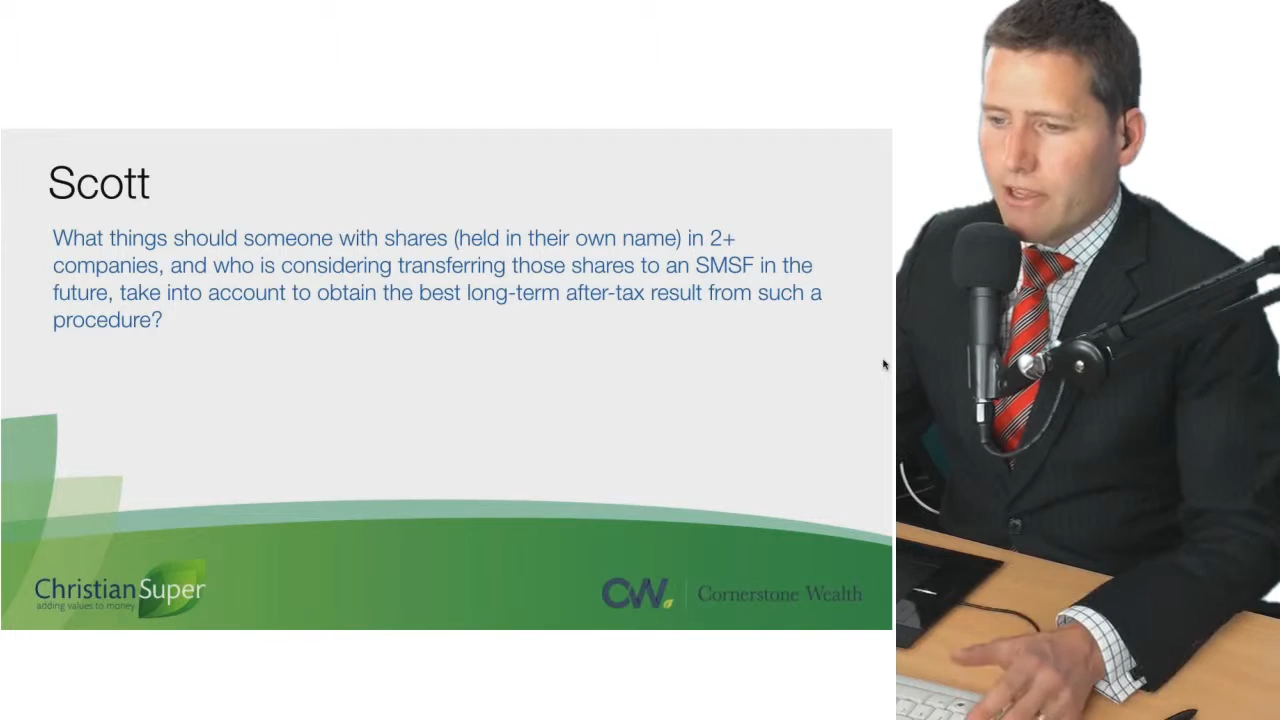 Scott
What things should someone with shares (held in their own name) in 2+
companies, and who is considering transferring those shares to an SMSF in the
future, take into account to obtain the best long-term after-tax result from such a
procedure?
ChristianSuper
adding values to money
CW.
Cornerstone Wealth